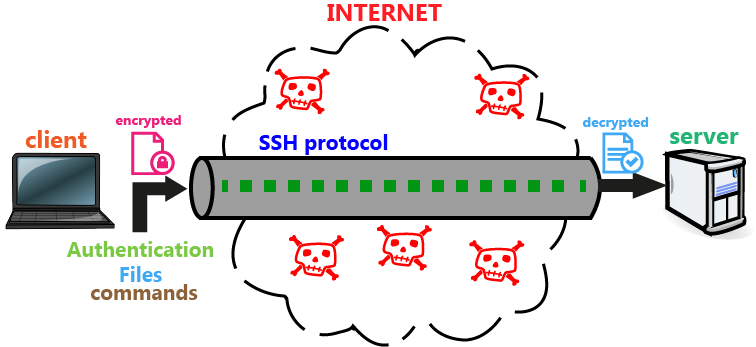 INTERNET
encrypted
decrypted
client
SSH protocol
server
Authentication
Files
commands